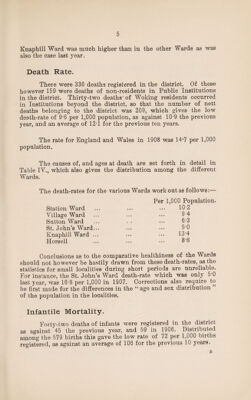 5
Knaphill Ward was much higher than in the other Wards as was
also the case last year.
Death Rate.
There were 330 deaths registered in the district. Of these
however 159 were deaths of non-residents in Public Institutions
in the district. Thirty-two deaths of Woking residents occurred
in Institutions beyond the district, so that the number of nett
deaths belonging to the district was 203, which gives the low
death-rate of 9·6 per 1,000 population, as against 10·9 the previous
year, and an average of 12·1 for the previous ten years.
The rate for England and Wales in 1908 was 14·7 per 1,000
population.
The causes of, and ages at death are set forth in detail in
Table IV., which also gives the distribution among the different
Wards.
The death-rates for the various Wards work out as follows:—
Per 1,000 Population.
Station Ward ... ... ... 10·2
Village Ward ... ... ... 9·4
Sutton Ward ... ... ... 6·3
St. John's Ward... ... ... 5·0
Knaphill Ward ... ... ... 13·4
Horsell ... ... ... 8·8
Conclusions as to the comparative healthiness of the Wards
should not however be hastily drawn from these death-rates, as the
statistics for small localities during short periods are unreliable.
For instance, the St. John's Ward death-rate which was only 5·0
last year, was 16·6 per 1,000 in 1907. Corrections also require to
be first made for the differences in the "age and sex distribution"
of the population in the localities.
Infantile Mortality.
Forty-two deaths of infants were registered in the district
as against 45 the previous year, and 59 in 1906. Distributed
among the 579 births this gave the low rate of 72 per 1,000 births
registered, as against an average of 106 for the previous 10 years.